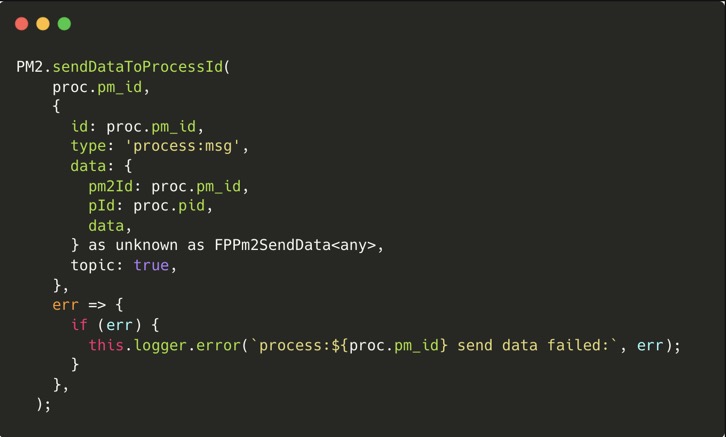 PM2.sendDataToProcessId(
    proc.pm_id,
    {
      id: proc.pm_id,
      type: 'process:msg',
      data: {
        pm2Id: proc.pm_id,
        pId: proc.pid,
        data,
      } as unknown as FPPm2SendData<any>,
      topic: true,
    },
    err => {
      if (err) {
        this.logger.error(`process:${proc.pm_id} send data failed:`, err);
      }
    },
  );